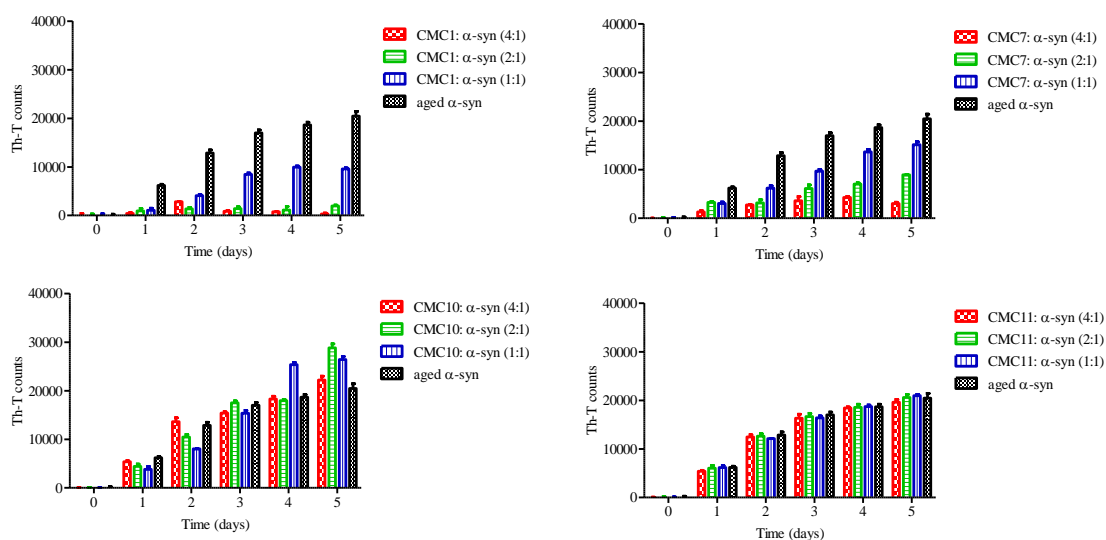 40000
30000
20000
10000
0
Th-T counts
0 1 2 3 4 5
Time (days)
CMC1: α-syn (4:1)
CMC1: α-syn (2:1)
CMC1: α-syn (1:1)
aged α-syn
40000
30000
20000
10000
0
Th-T counts
0 1 2 3 4 5
Time (days)
CMC7: α-syn (4:1)
CMC7: α-syn (2:1)
CMC7: α-syn (1:1)
aged α-syn
40000
30000
20000
10000
0
Th-T counts
0 1 2 3 4 5
Time (days)
CMC10: α-syn (4:1)
CMC10: α-syn (2:1)
CMC10: α-syn (1:1)
aged α-syn
40000
30000
20000
10000
0
Th-T counts
0 1 2 3 4 5
Time (days)
CMC11: α-syn (4:1)
CMC11: α-syn (2:1)
CMC11: α-syn (1:1)
aged α-syn